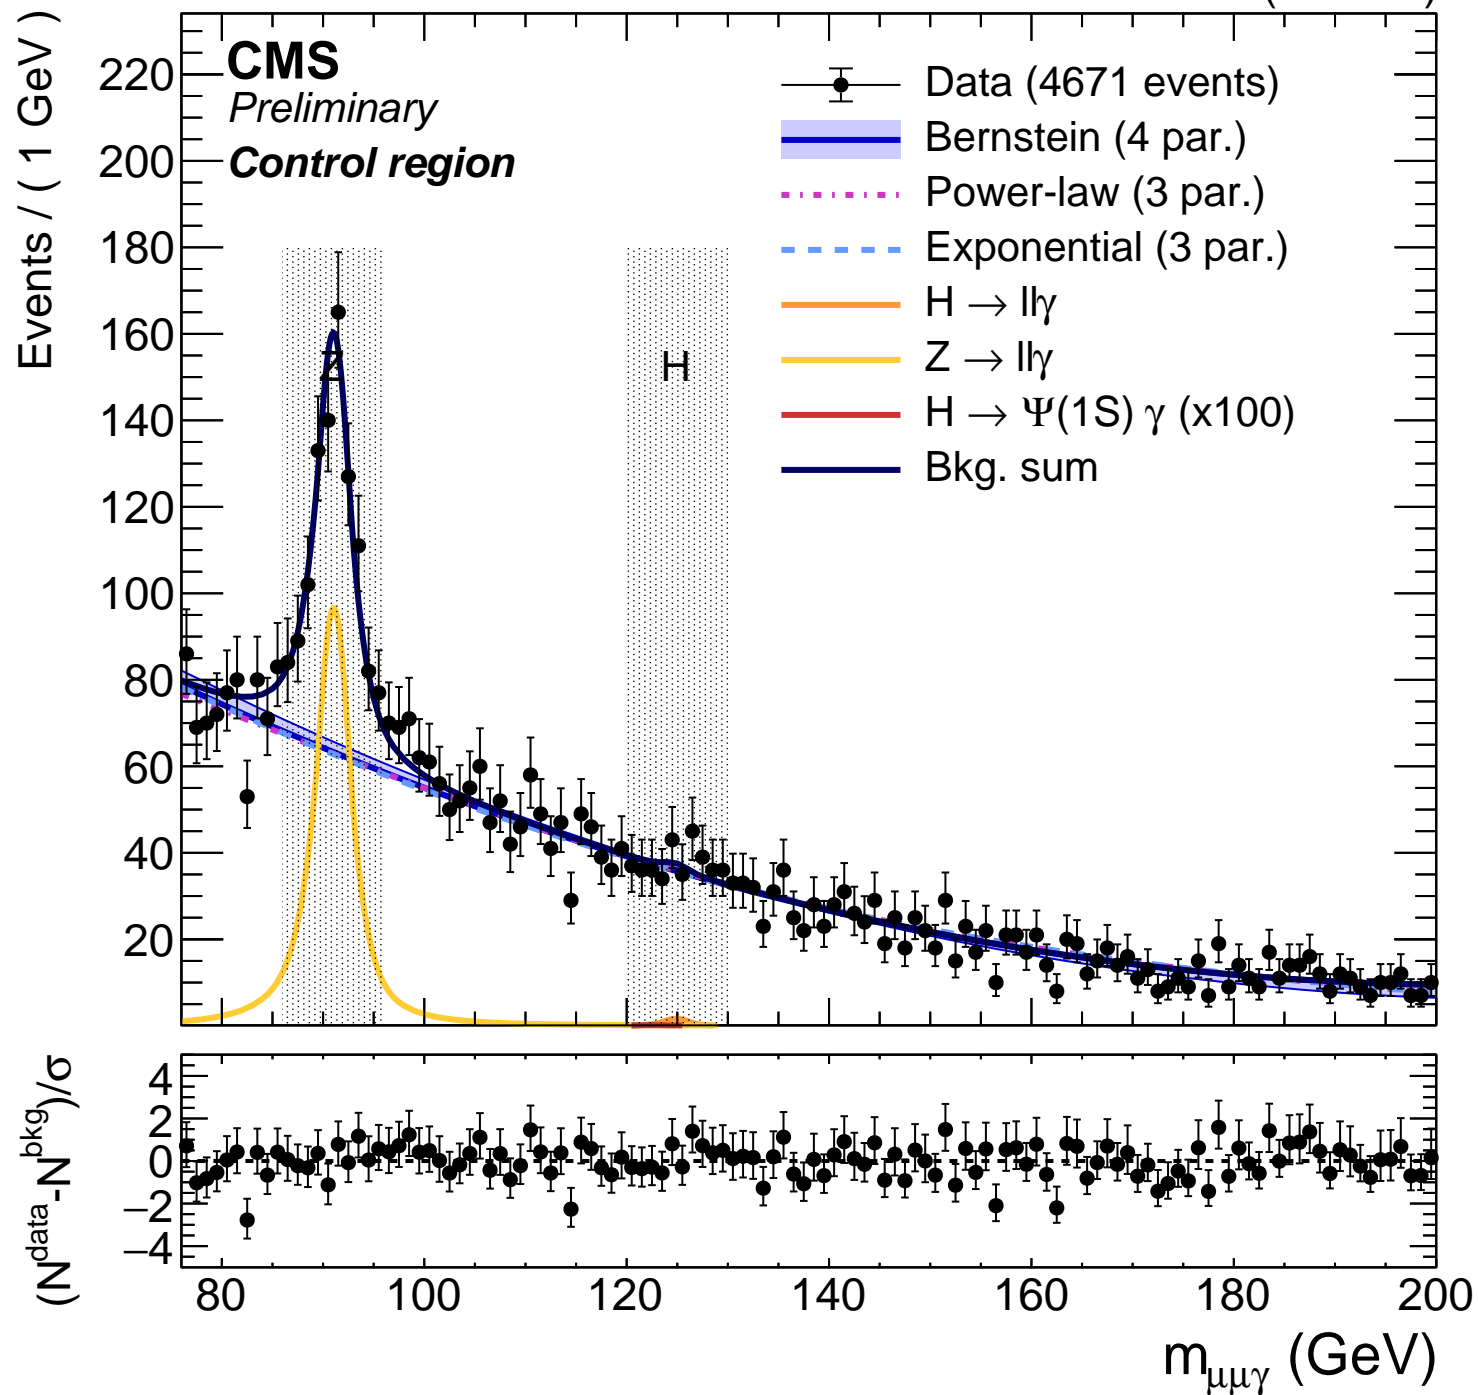 CMS
Preliminary
Control region
Data (4671 events)
Bernstein (4 par.)
Power-law (3 par.)
Exponential (3 par.)
H → llγ
Z → llγ
H → Ψ(1S) γ (x100)
Bkg. sum
Events / ( 1 GeV )
220
200
180
160
140
120
100
80
60
40
20
Z
H
(N^data-N^bkg)/σ
4
2
0
−2
−4
80 100 120 140 160 180 200
m_μμγ (GeV)